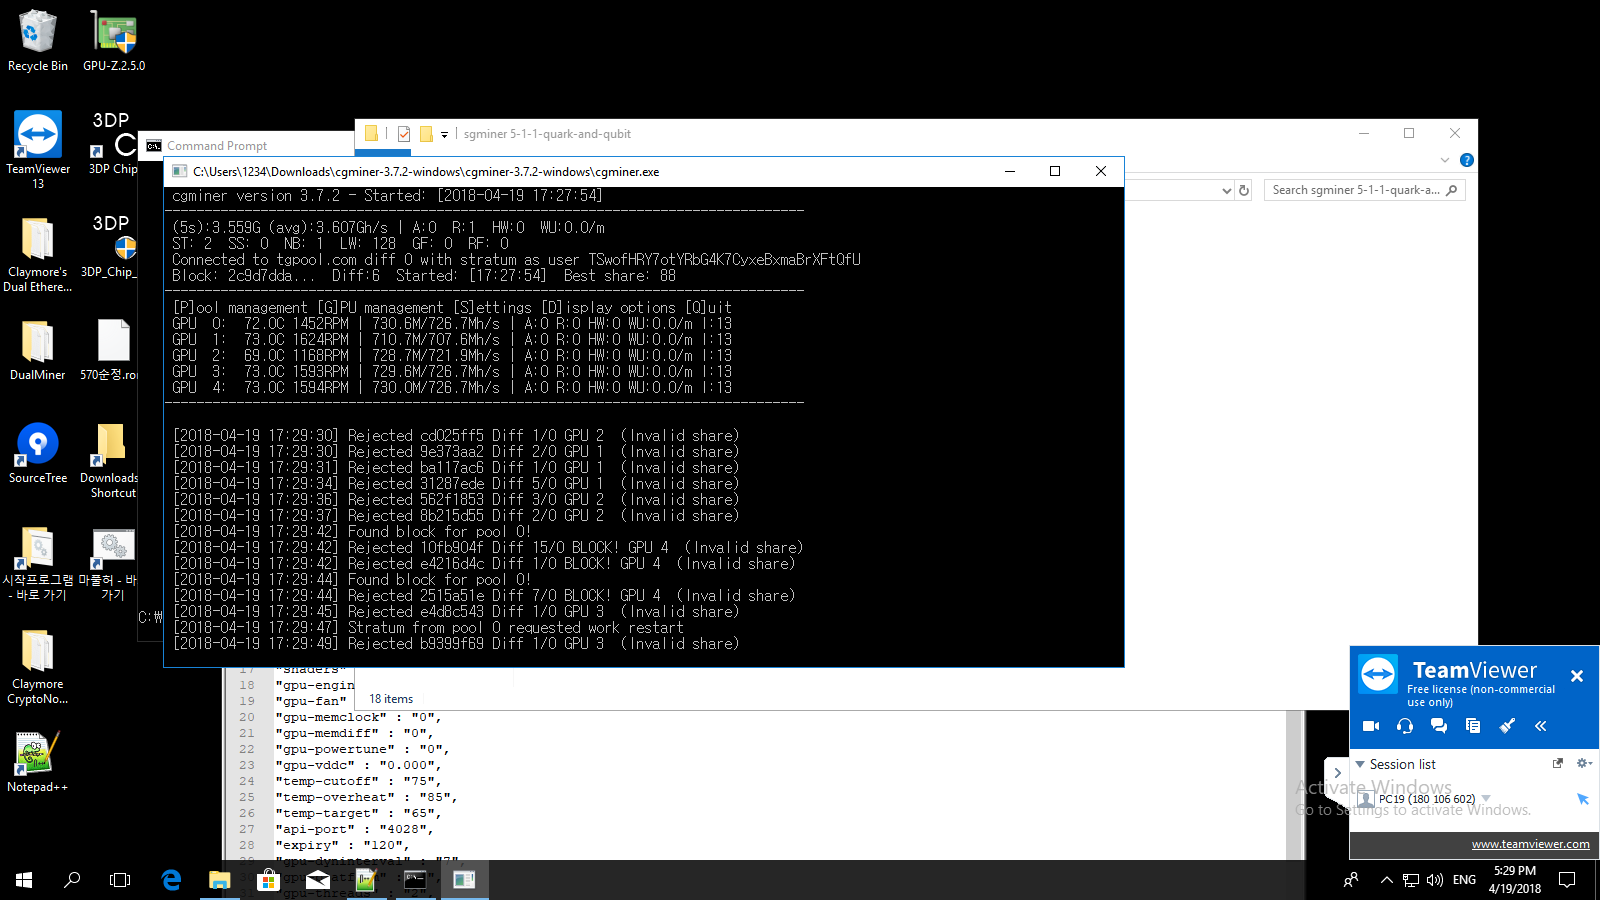 Recycle Bin
GPU-Z.2.5.0
TeamViewer 13
3DP Chip
Claymore's Dual Ethere...
3DP_Chip_
DualMiner
570순정.ro
SourceTree
Downloads Shortcut
시작프로그램 - 바로 가기
마물허 - 바 가기
Claymore CryptoNo...
Notepad++
Command Prompt
C:\
sgminer 5-1-1-quark-and-qubit
Search sgminer 5-1-1-quark-a...
18 items
C:\Users\1234\Downloads\cgminer-3.7.2-windows\cgminer-3.7.2-windows\cgminer.exe
cgminer version 3.7.2 - Started: [2018-04-19 17:27:54]
(5s):3.559G (avg):3.607Gh/s | A:0 R:1 HW:0 WU:0.0/m
ST: 2 SS: 0 NB: 1 LW: 128 GF: 0 RF: 0
Connected to tgpool.com diff 0 with stratum as user TSwofHRY7otYRbG4K7CyxeBxmaBrXFtQfU
Block: 2c9d7dda... Diff:6 Started: [17:27:54] Best share: 88
[P]ool management [G]PU management [S]ettings [D]isplay options [Q]uit
GPU 0: 72.0C 1452RPM | 730.6M/726.7Mh/s | A:0 R:0 HW:0 WU:0.0/m I:13
GPU 1: 73.0C 1624RPM | 710.7M/707.6Mh/s | A:0 R:0 HW:0 WU:0.0/m I:13
GPU 2: 69.0C 1168RPM | 728.7M/721.9Mh/s | A:0 R:0 HW:0 WU:0.0/m I:13
GPU 3: 73.0C 1593RPM | 729.6M/726.7Mh/s | A:0 R:0 HW:0 WU:0.0/m I:13
GPU 4: 73.0C 1594RPM | 730.0M/726.7Mh/s | A:0 R:0 HW:0 WU:0.0/m I:13
[2018-04-19 17:29:30] Rejected cd025ff5 Diff 1/0 GPU 2 (Invalid share)
[2018-04-19 17:29:30] Rejected 9e373aa2 Diff 2/0 GPU 1 (Invalid share)
[2018-04-19 17:29:31] Rejected ba117ac6 Diff 1/0 GPU 1 (Invalid share)
[2018-04-19 17:29:34] Rejected 31287ede Diff 5/0 GPU 1 (Invalid share)
[2018-04-19 17:29:36] Rejected 562f1853 Diff 3/0 GPU 2 (Invalid share)
[2018-04-19 17:29:37] Rejected 8b215d55 Diff 2/0 GPU 2 (Invalid share)
[2018-04-19 17:29:42] Found block for pool 0!
[2018-04-19 17:29:42] Rejected 10fb904f Diff 15/0 BLOCK! GPU 4 (Invalid share)
[2018-04-19 17:29:42] Rejected e4216d4c Diff 1/0 BLOCK! GPU 4 (Invalid share)
[2018-04-19 17:29:44] Found block for pool 0!
[2018-04-19 17:29:44] Rejected 2515a51e Diff 7/0 BLOCK! GPU 4 (Invalid share)
[2018-04-19 17:29:45] Rejected e4d8c543 Diff 1/0 GPU 3 (Invalid share)
[2018-04-19 17:29:47] Stratum from pool 0 requested work restart
[2018-04-19 17:29:49] Rejected b9399f69 Diff 1/0 GPU 3 (Invalid share)
17 "shaders"
18 "gpu-engin
19 "gpu-fan"
20 "gpu-memclock" : "0",
21 "gpu-memdiff" : "0",
22 "gpu-powertune" : "0",
23 "gpu-vddc" : "0.000",
24 "temp-cutoff" : "75",
25 "temp-overheat" : "85",
26 "temp-target" : "65",
27 "api-port" : "4028",
28 "expiry" : "120",
29 "gpu-dyninterval" : "7",
"gpu-threads" : "2",
TeamViewer
Free license (non-commercial use only)
Session list
PC19 (180 106 602)
www.teamviewer.com
Activate Windows
Go to Settings to activate Windows.
ENG
5:29 PM
4/19/2018